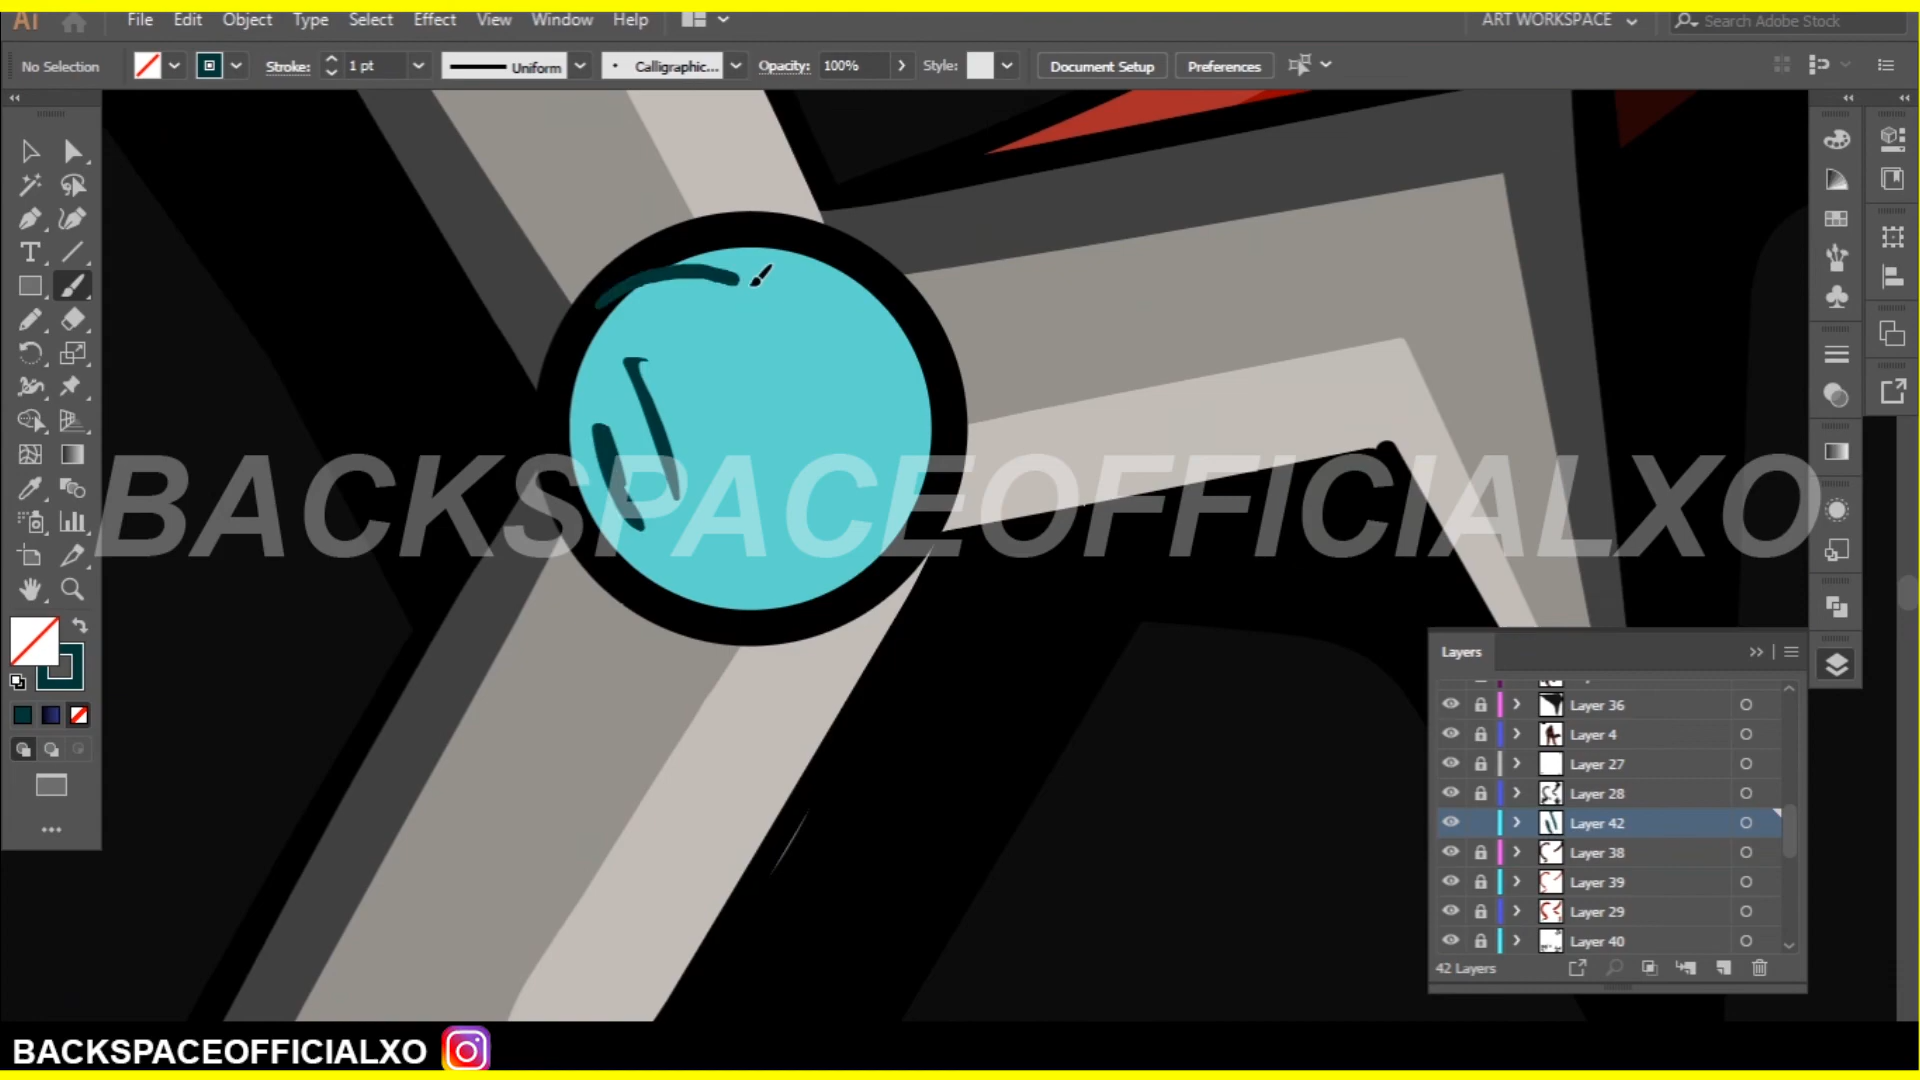 Ai File Edit Object Type Select Effect View Window Help ART WORKSPACE Search Adobe Stock
No Selection Stroke: 1 pt Uniform Calligraphic... Opacity: 100% Style: Document Setup Preferences
BACKSPACEOFFICIALXO
Layers
Layer 36
Layer 4
Layer 27
Layer 28
Layer 42
Layer 38
Layer 39
Layer 29
Layer 40
42 Layers
BACKSPACEOFFICIALXO